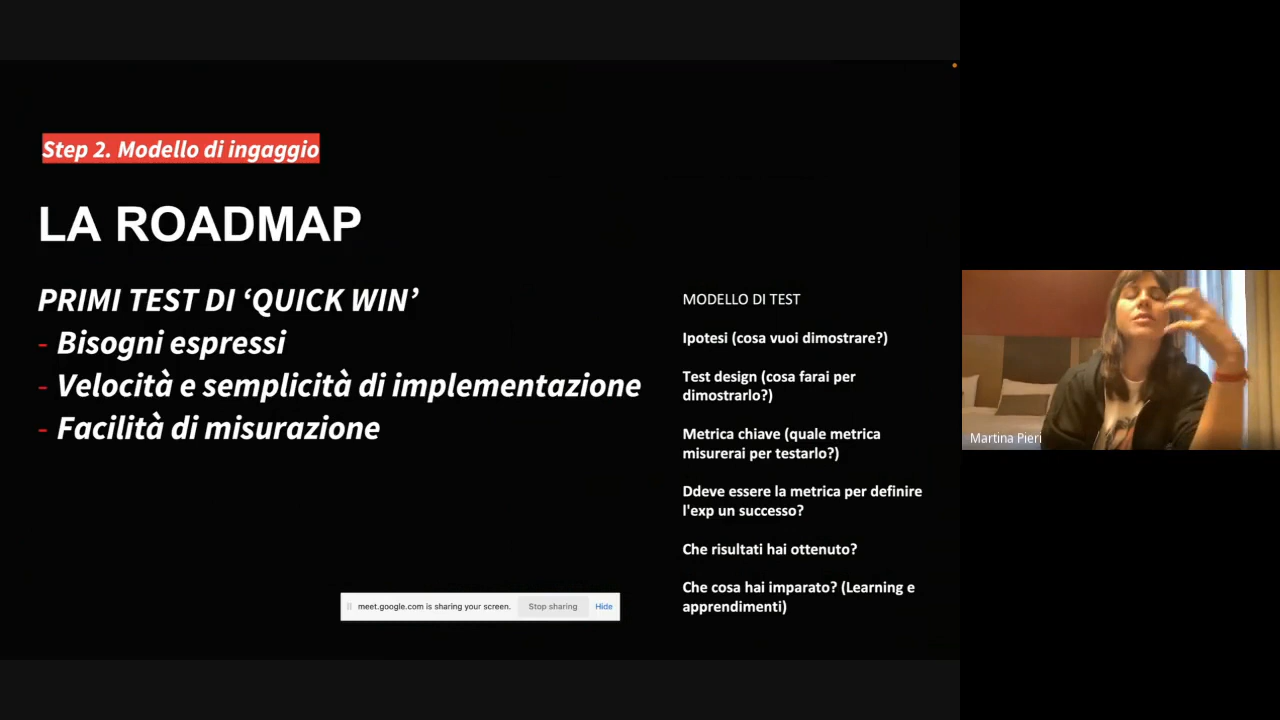 Step 2. Modello di ingaggio
LA ROADMAP
PRIMI TEST DI ‘QUICK WIN’
- Bisogni espressi
- Velocità e semplicità di implementazione
- Facilità di misurazione
MODELLO DI TEST
Ipotesi (cosa vuoi dimostrare?)
Test design (cosa farai per
dimostrarlo?)
Metrica chiave (quale metrica
misurerai per testarlo?)
Ddeve essere la metrica per definire
l'exp un successo?
Che risultati hai ottenuto?
Che cosa hai imparato? (Learning e
apprendimenti)
meet.google.com is sharing your screen.
Stop sharing
Hide
Martina Pieri